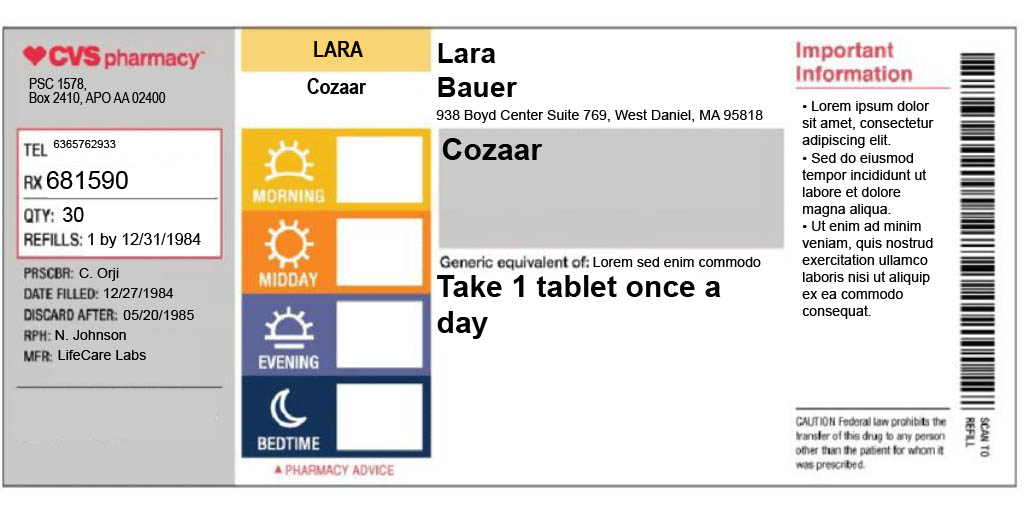 CVS pharmacy
PSC 1578,
Box 2410, APO AA 02400
TEL 6365762933
RX 681590
QTY: 30
REFILLS: 1 by 12/31/1984
PRSCBR: C. Orji
DATE FILLED: 12/27/1984
DISCARD AFTER: 05/20/1985
RPH: N. Johnson
MFR: LifeCare Labs
LARA
Cozaar
MORNING
MIDDAY
EVENING
BEDTIME
▲ PHARMACY ADVICE
Lara
Bauer
938 Boyd Center Suite 769, West Daniel, MA 95818
Cozaar
Generic equivalent of: Lorem sed enim commodo
Take 1 tablet once a
day
Important
Information
• Lorem ipsum dolor
sit amet, consectetur
adipiscing elit.
• Sed do eiusmod
tempor incididunt ut
labore et dolore
magna aliqua.
• Ut enim ad minim
veniam, quis nostrud
exercitation ullamco
laboris nisi ut aliquip
ex ea commodo
consequat.
CAUTION Federal law prohibits the
transfer of this drug to any person
other than the patient for whom it
was prescribed.
SCAN TO
REFILL